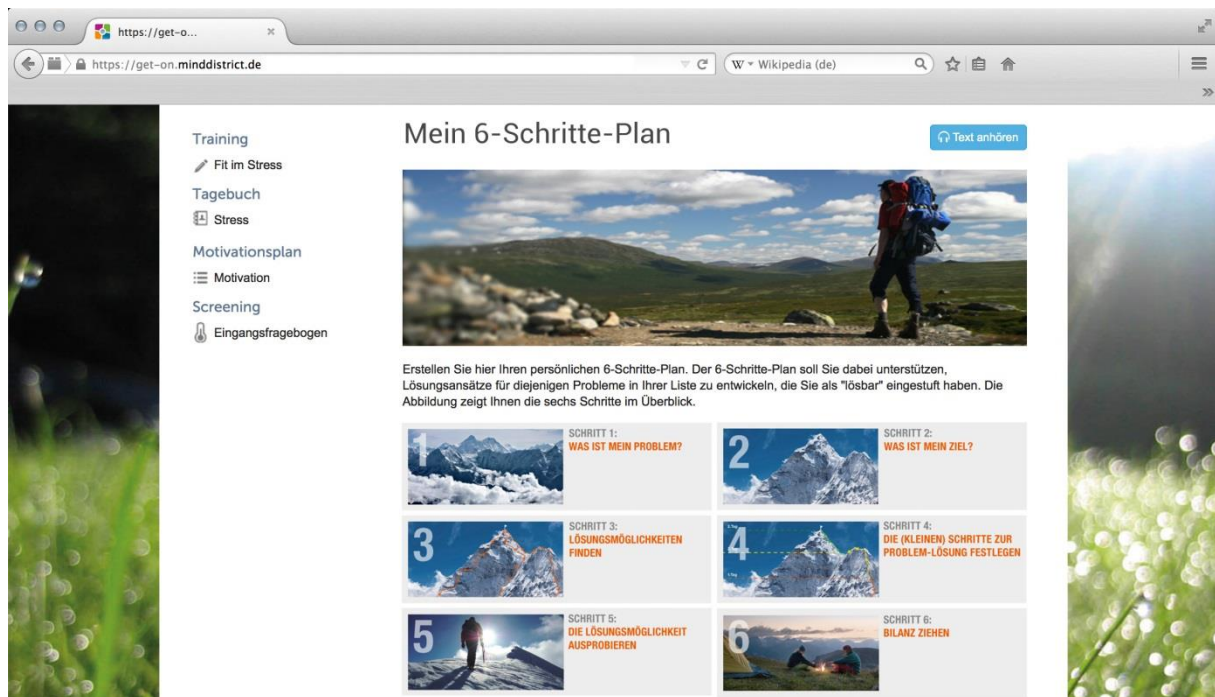 https://get-o...
https://get-on.minddistrict.de
W
Wikipedia (de)
Training
Fit im Stress
Tagebuch
Stress
Motivationsplan
Motivation
Screening
Eingangsfragebogen
Mein 6-Schritte-Plan
Text anhören
Erstellen Sie hier Ihren persönlichen 6-Schritte-Plan. Der 6-Schritte-Plan soll Sie dabei unterstützen,
Lösungsansätze für diejenigen Probleme in Ihrer Liste zu entwickeln, die Sie als "lösbar" eingestuft haben. Die
Abbildung zeigt Ihnen die sechs Schritte im Überblick.
1
SCHRITT 1:
WAS IST MEIN PROBLEM?
2
SCHRITT 2:
WAS IST MEIN ZIEL?
3
SCHRITT 3:
LÖSUNGSMÖGLICHKEITEN
FINDEN
4
SCHRITT 4:
DIE (KLEINEN) SCHRITTE ZUR
PROBLEM-LÖSUNG FESTLEGEN
5
SCHRITT 5:
DIE LÖSUNGSMÖGLICHKEIT
AUSPROBIEREN
6
SCHRITT 6:
BILANZ ZIEHEN